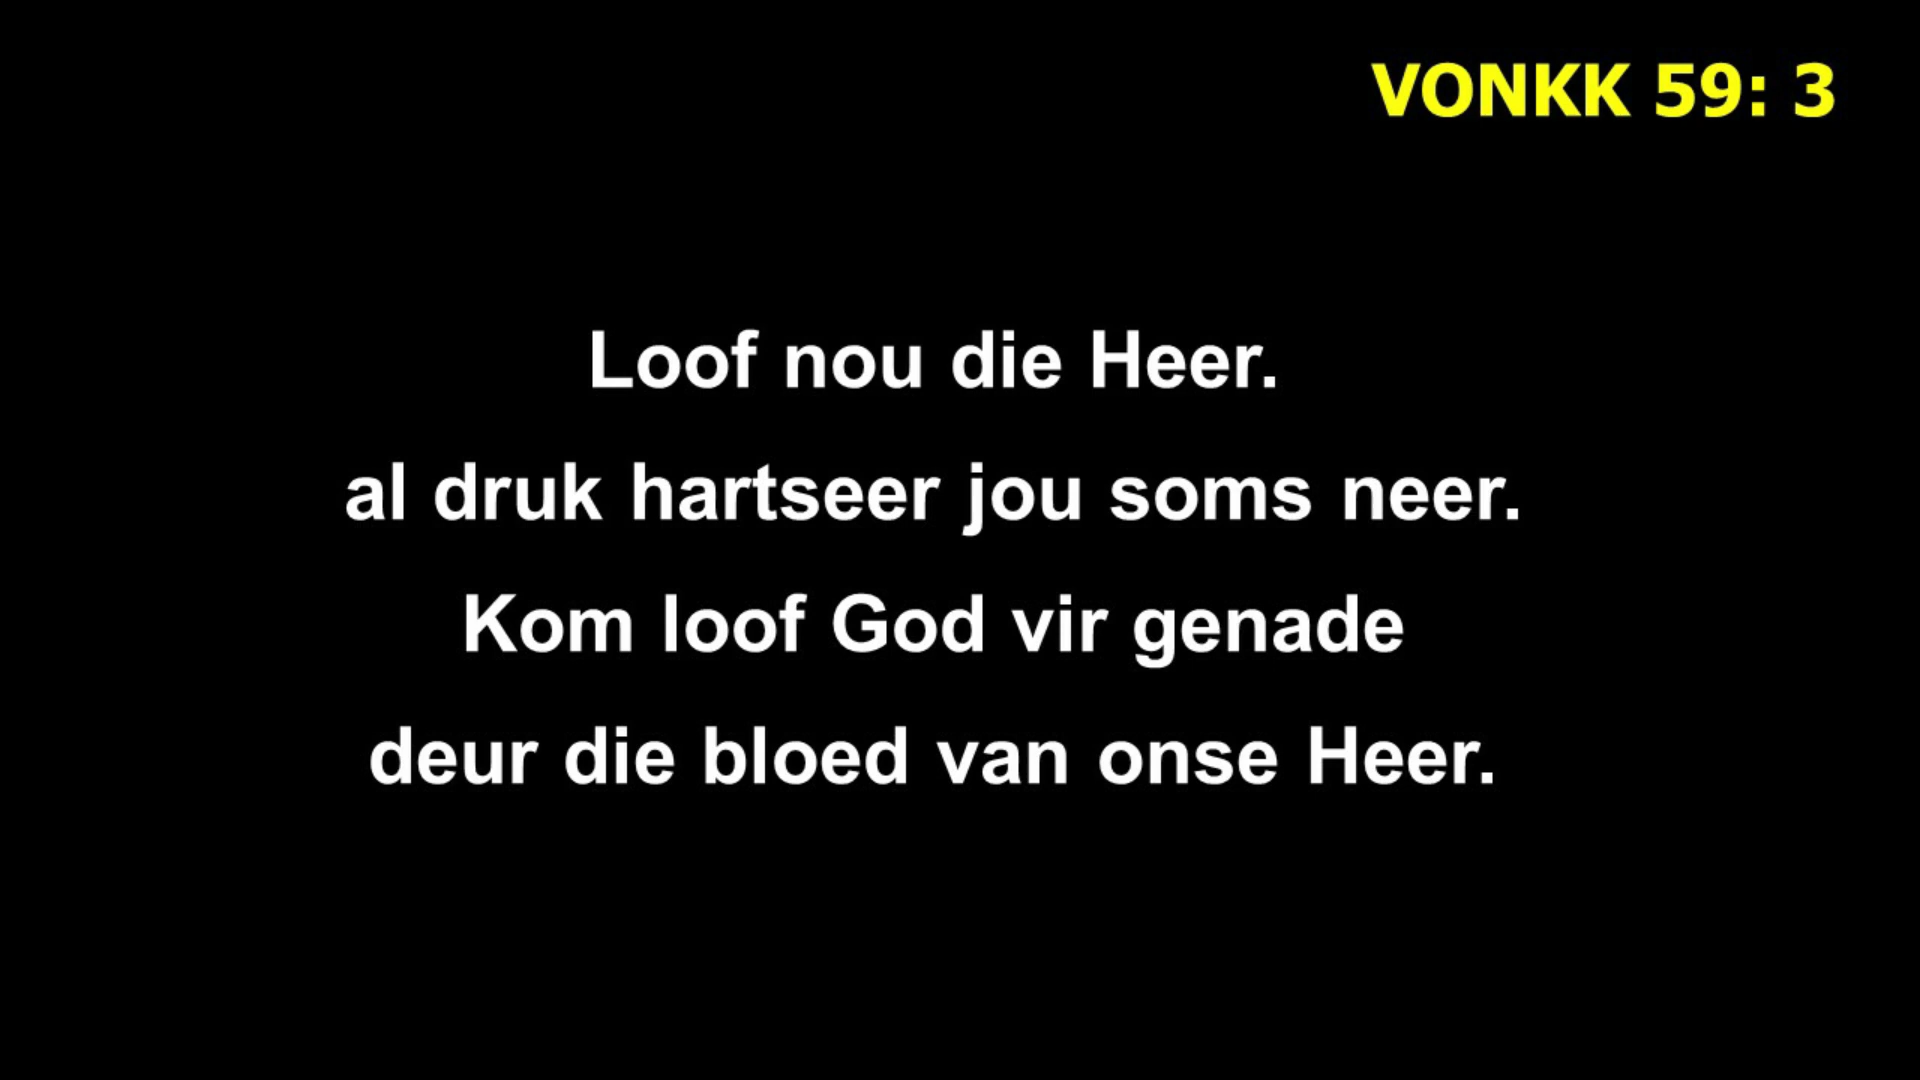 VONKK 59: 3
Loof nou die Heer.
al druk hartseer jou soms neer.
Kom loof God vir genade
deur die bloed van onse Heer.